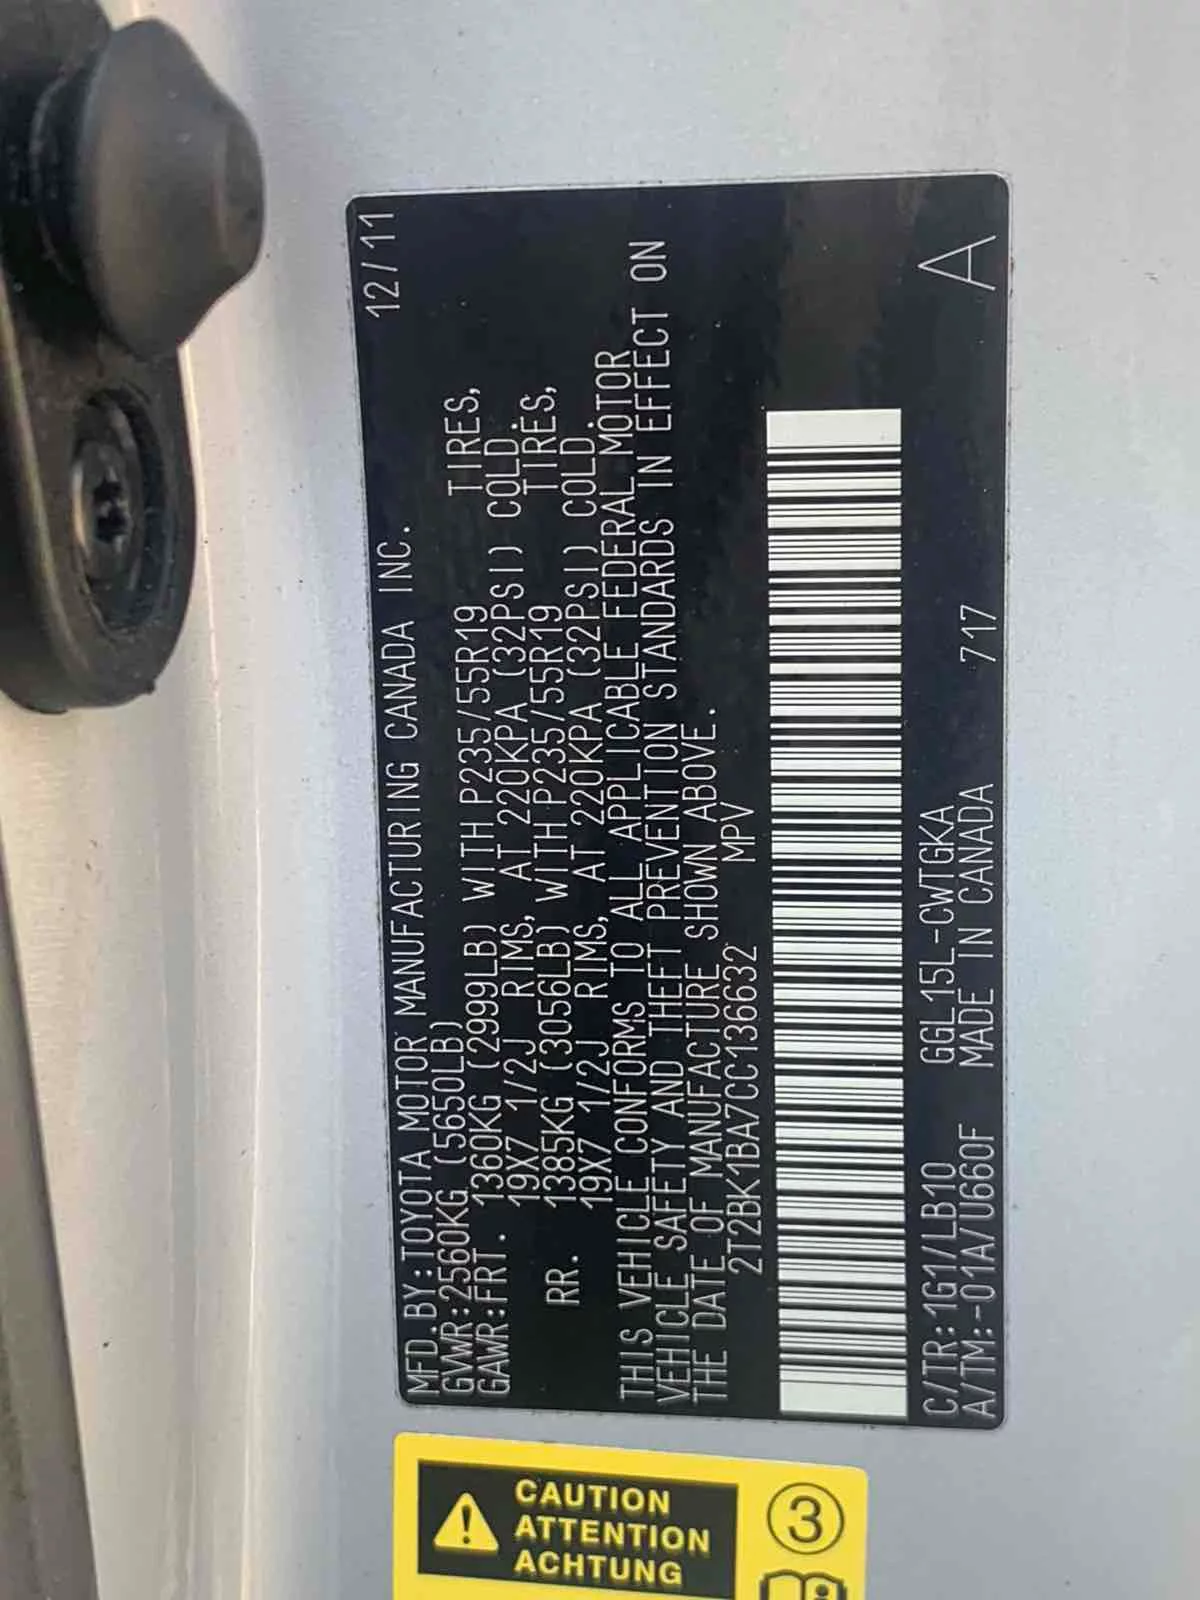 MFD.BY:TOYOTA MOTOR MANUFACTURING CANADA INC. 12/11
GVWR:2560KG (5650LB)
GAWR:FRT. 1360KG (2999LB) WITH P235/55R19 TIRES,
19X7 1/2J RIMS, AT 220KPA (32PSI) COLD.
RR. 1385KG (3056LB) WITH P235/55R19 TIRES,
19X7 1/2J RIMS, AT 220KPA (32PSI) COLD.
THIS VEHICLE CONFORMS TO ALL APPLICABLE FEDERAL MOTOR
VEHICLE SAFETY AND THEFT PREVENTION STANDARDS IN EFFECT ON
THE DATE OF MANUFACTURE SHOWN ABOVE.
2T2BK1BA7CC136632 MPV
C/TR:1G1/LB10 GGL15L-CWTGKA A
A/TM:-01A/U660F MADE IN CANADA 717
CAUTION
ATTENTION
ACHTUNG
3